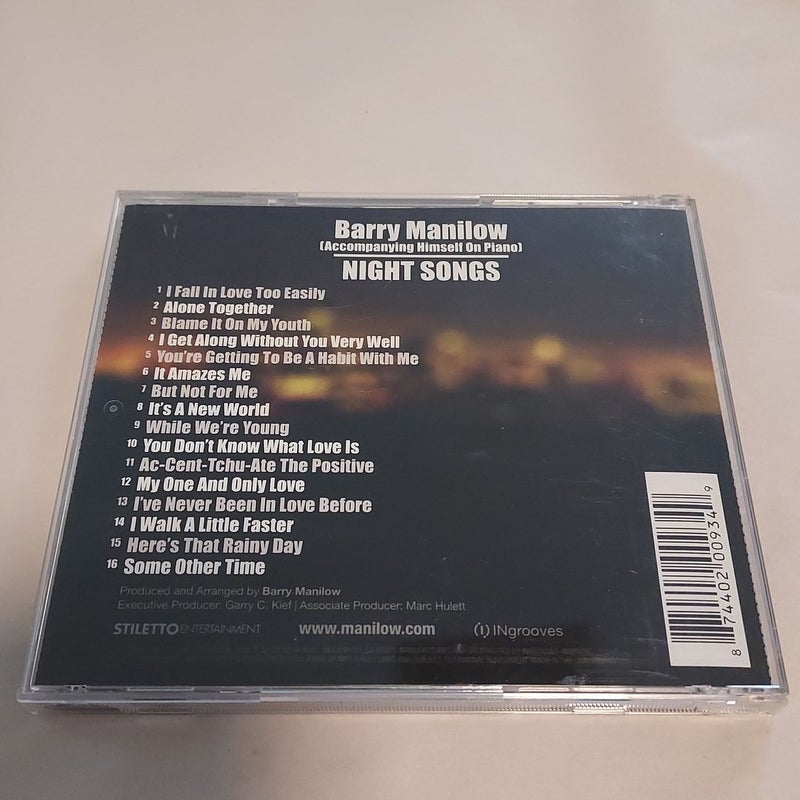 Barry Manilow
(Accompanying Himself On Piano)
NIGHT SONGS
1 I Fall In Love Too Easily
2 Alone Together
3 Blame It On My Youth
4 I Get Along Without You Very Well
5 You're Getting To Be A Habit With Me
6 It Amazes Me
7 But Not For Me
8 It's A New World
9 While We're Young
10 You Don't Know What Love Is
11 Ac-Cent-Tchu-Ate The Positive
12 My One And Only Love
13 I've Never Been In Love Before
14 I Walk A Little Faster
15 Here's That Rainy Day
16 Some Other Time
Produced and Arranged by Barry Manilow
Executive Producer: Garry C. Kief | Associate Producer: Marc Hulett
STILETTO ENTERTAINMENT www.manilow.com INgrooves
8 74402 00934 9